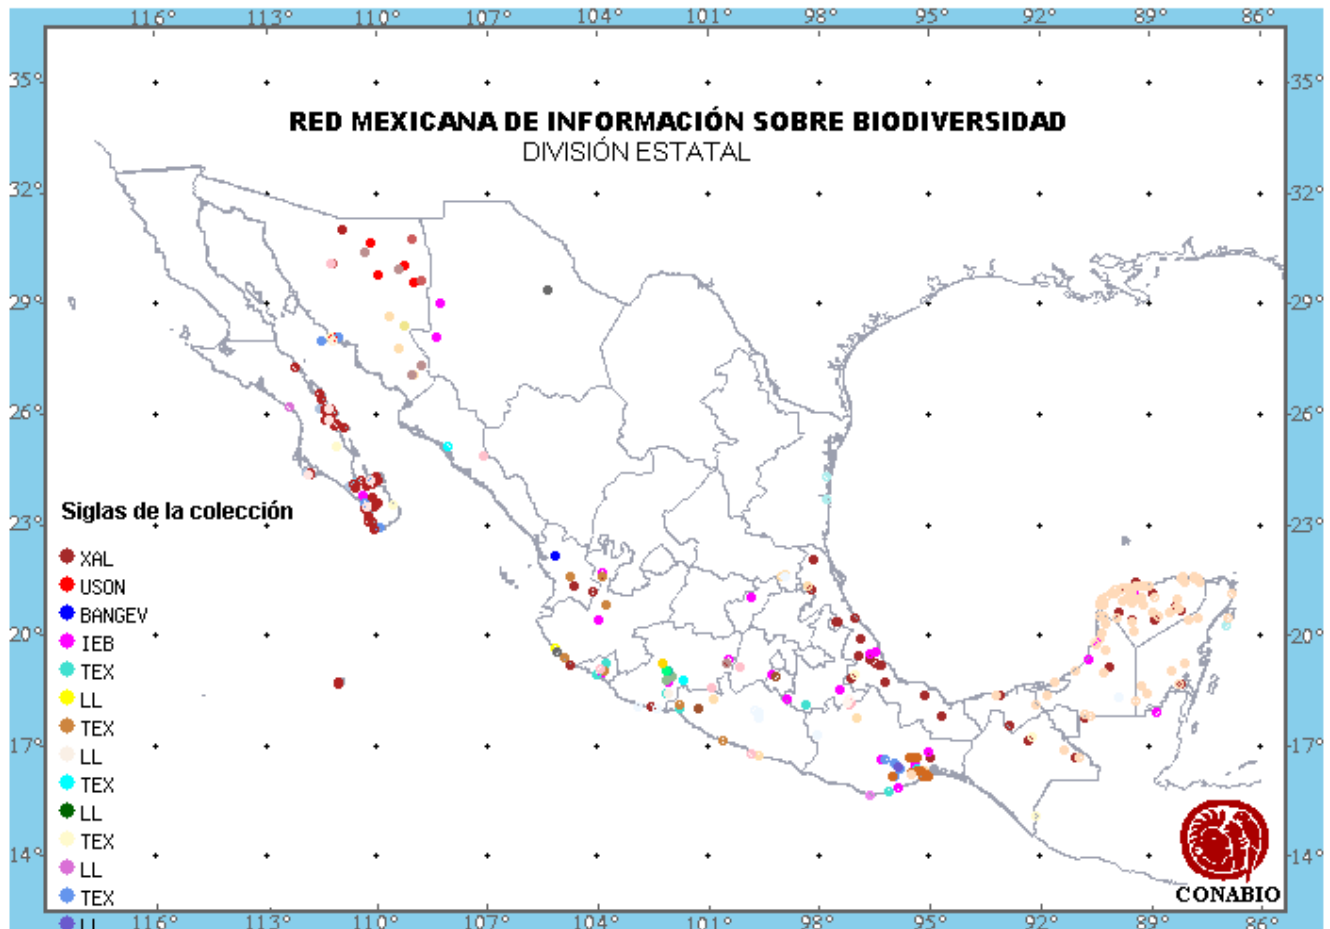 116° 113° 110° 107° 104° 101° 98° 95° 92° 89° 86°
35° 35°
RED MEXICANA DE INFORMACIÓN SOBRE BIODIVERSIDAD
DIVISIÓN ESTATAL
32° 32°
29° 29°
26° 26°
Siglas de la colección
23° 23°
XAL
USON
BANGEV
20° 20°
IEB
TEX
LL
TEX
17° 17°
LL
TEX
LL
TEX
14° 14°
LL
TEX
CONABIO
LL
116° 113° 110° 107° 104° 101° 98° 95° 92° 89° 86°